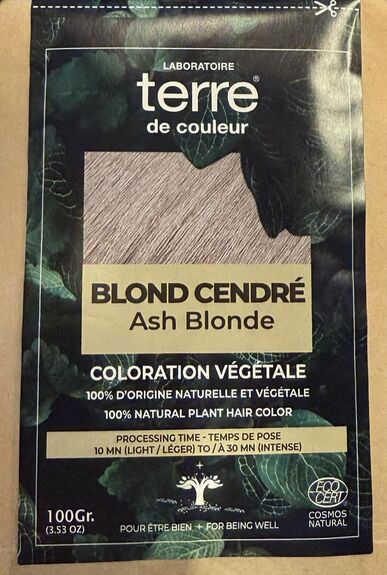 LABORATOIRE
terre®
de couleur
BLOND CENDRÉ
Ash Blonde
COLORATION VÉGÉTALE
100% D'ORIGINE NATURELLE ET VÉGÉTALE
100% NATURAL PLANT HAIR COLOR
PROCESSING TIME - TEMPS DE POSE
10 MN (LIGHT / LÉGER) TO / À 30 MN (INTENSE)
100Gr.
(3.53 OZ)
POUR ÊTRE BIEN + FOR BEING WELL
ECO
CERT
COSMOS
NATURAL